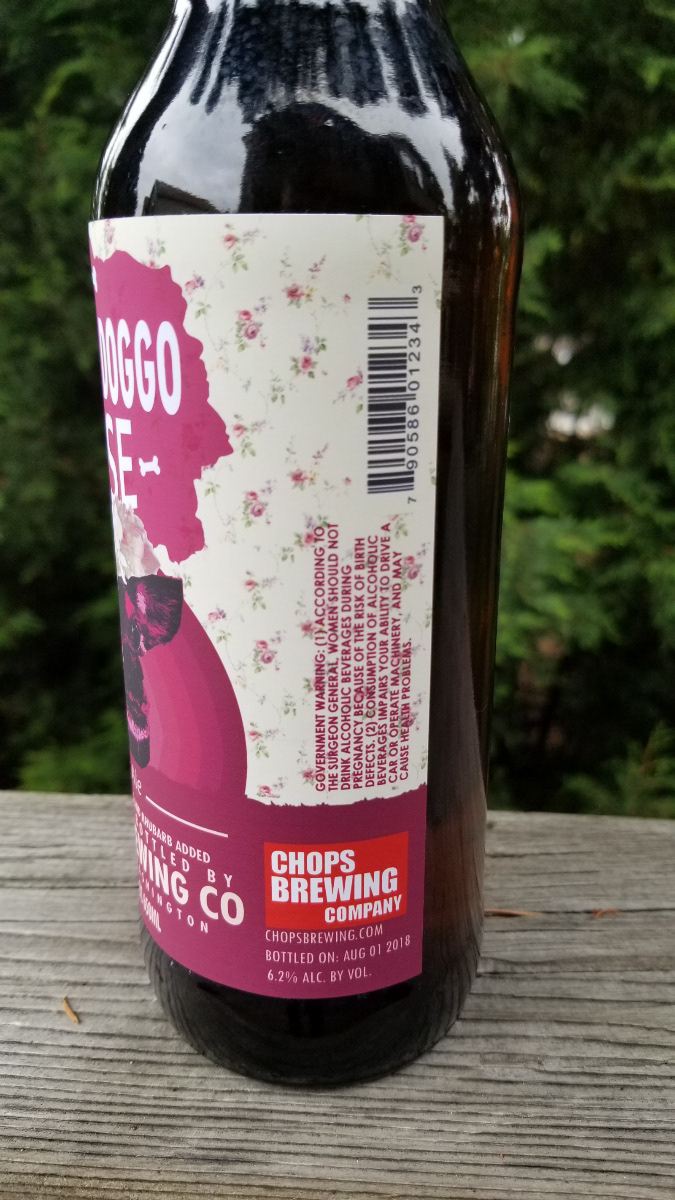 DOGGO
SE
RHUBARB ADDED
BOTTLED BY
WING CO
HINGTON
ML
7 90586 01234 3
GOVERNMENT WARNING: (1) ACCORDING TO
THE SURGEON GENERAL, WOMEN SHOULD NOT
DRINK ALCOHOLIC BEVERAGES DURING
PREGNANCY BECAUSE OF THE RISK OF BIRTH
DEFECTS. (2) CONSUMPTION OF ALCOHOLIC
BEVERAGES IMPAIRS YOUR ABILITY TO DRIVE A
CAR OR OPERATE MACHINERY, AND MAY
CAUSE HEALTH PROBLEMS.
CHOPS
BREWING
COMPANY
CHOPSBREWING.COM
BOTTLED ON: AUG 01 2018
6.2% ALC. BY VOL.